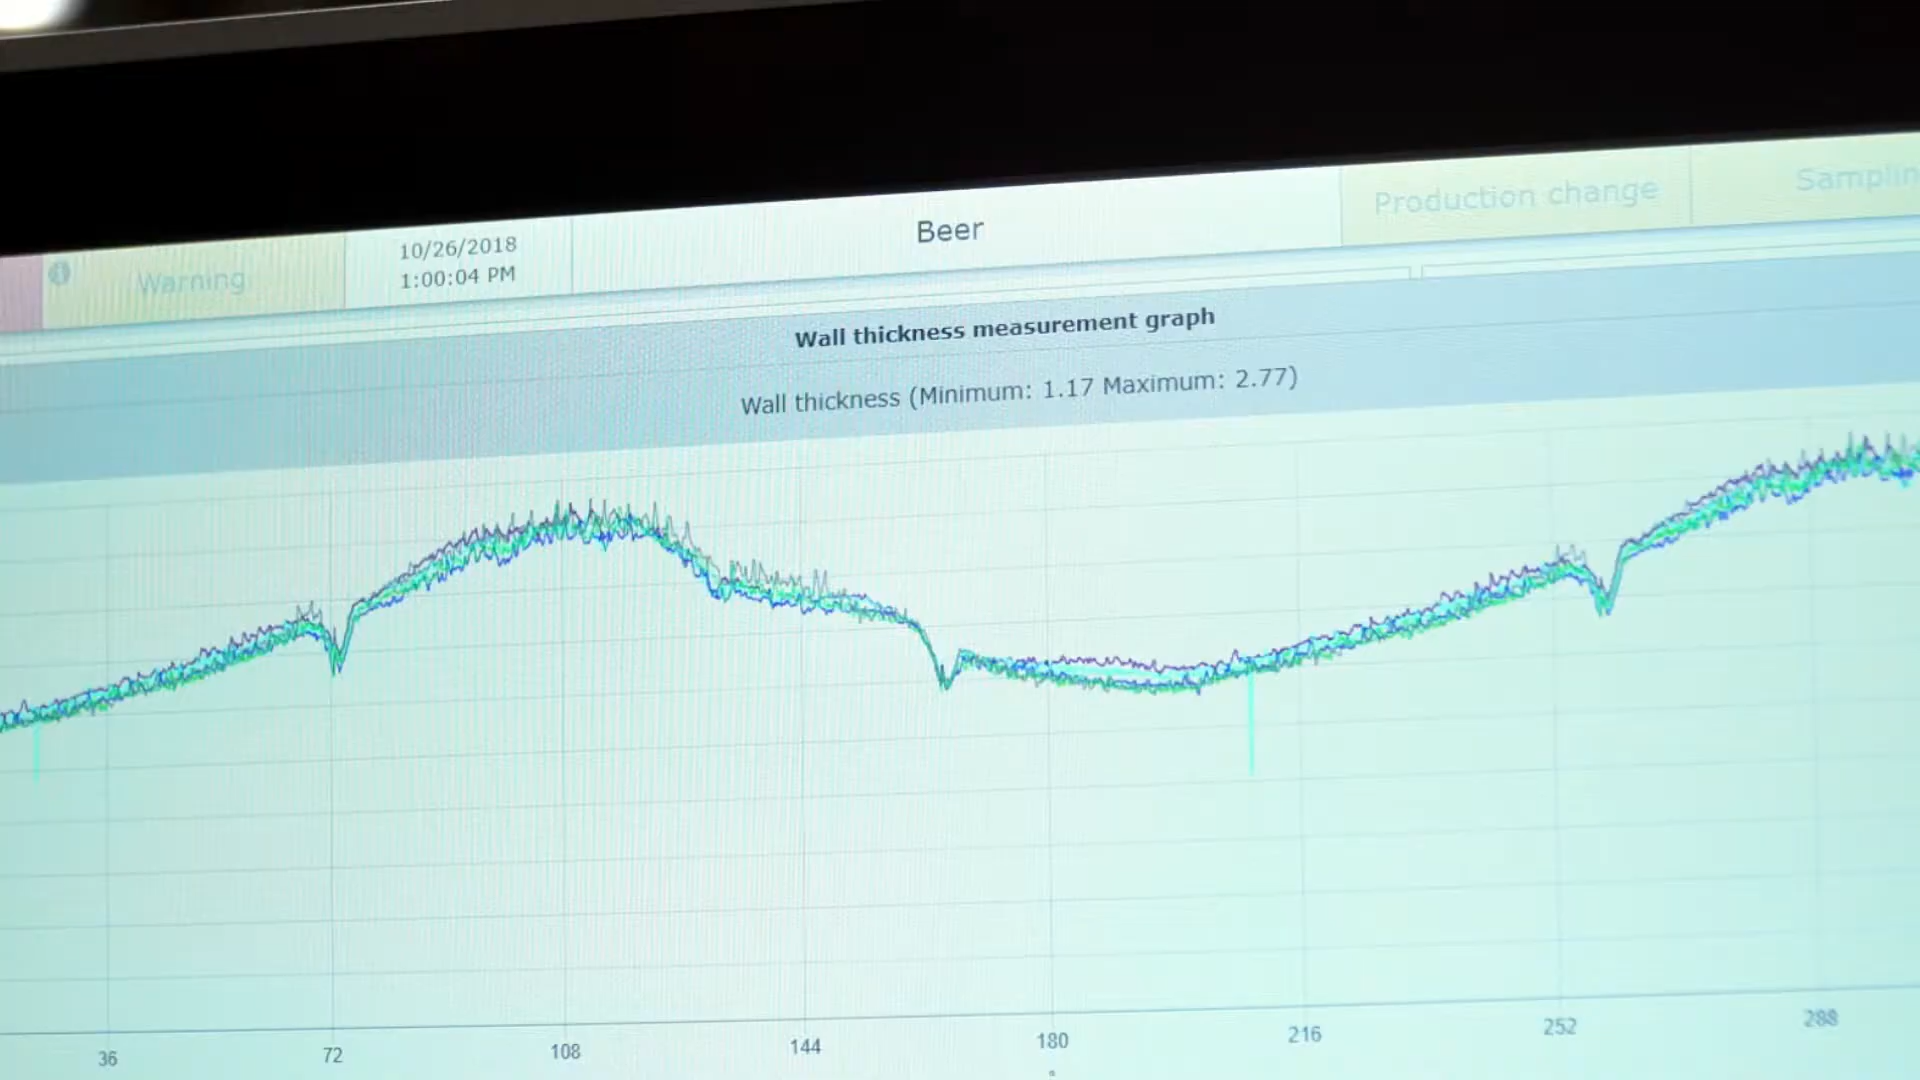 Warning
10/26/2018
1:00:04 PM
Beer
Production change
Wall thickness measurement graph
Wall thickness (Minimum: 1.17 Maximum: 2.77)
36 72 108 144 180 216 252 288
°